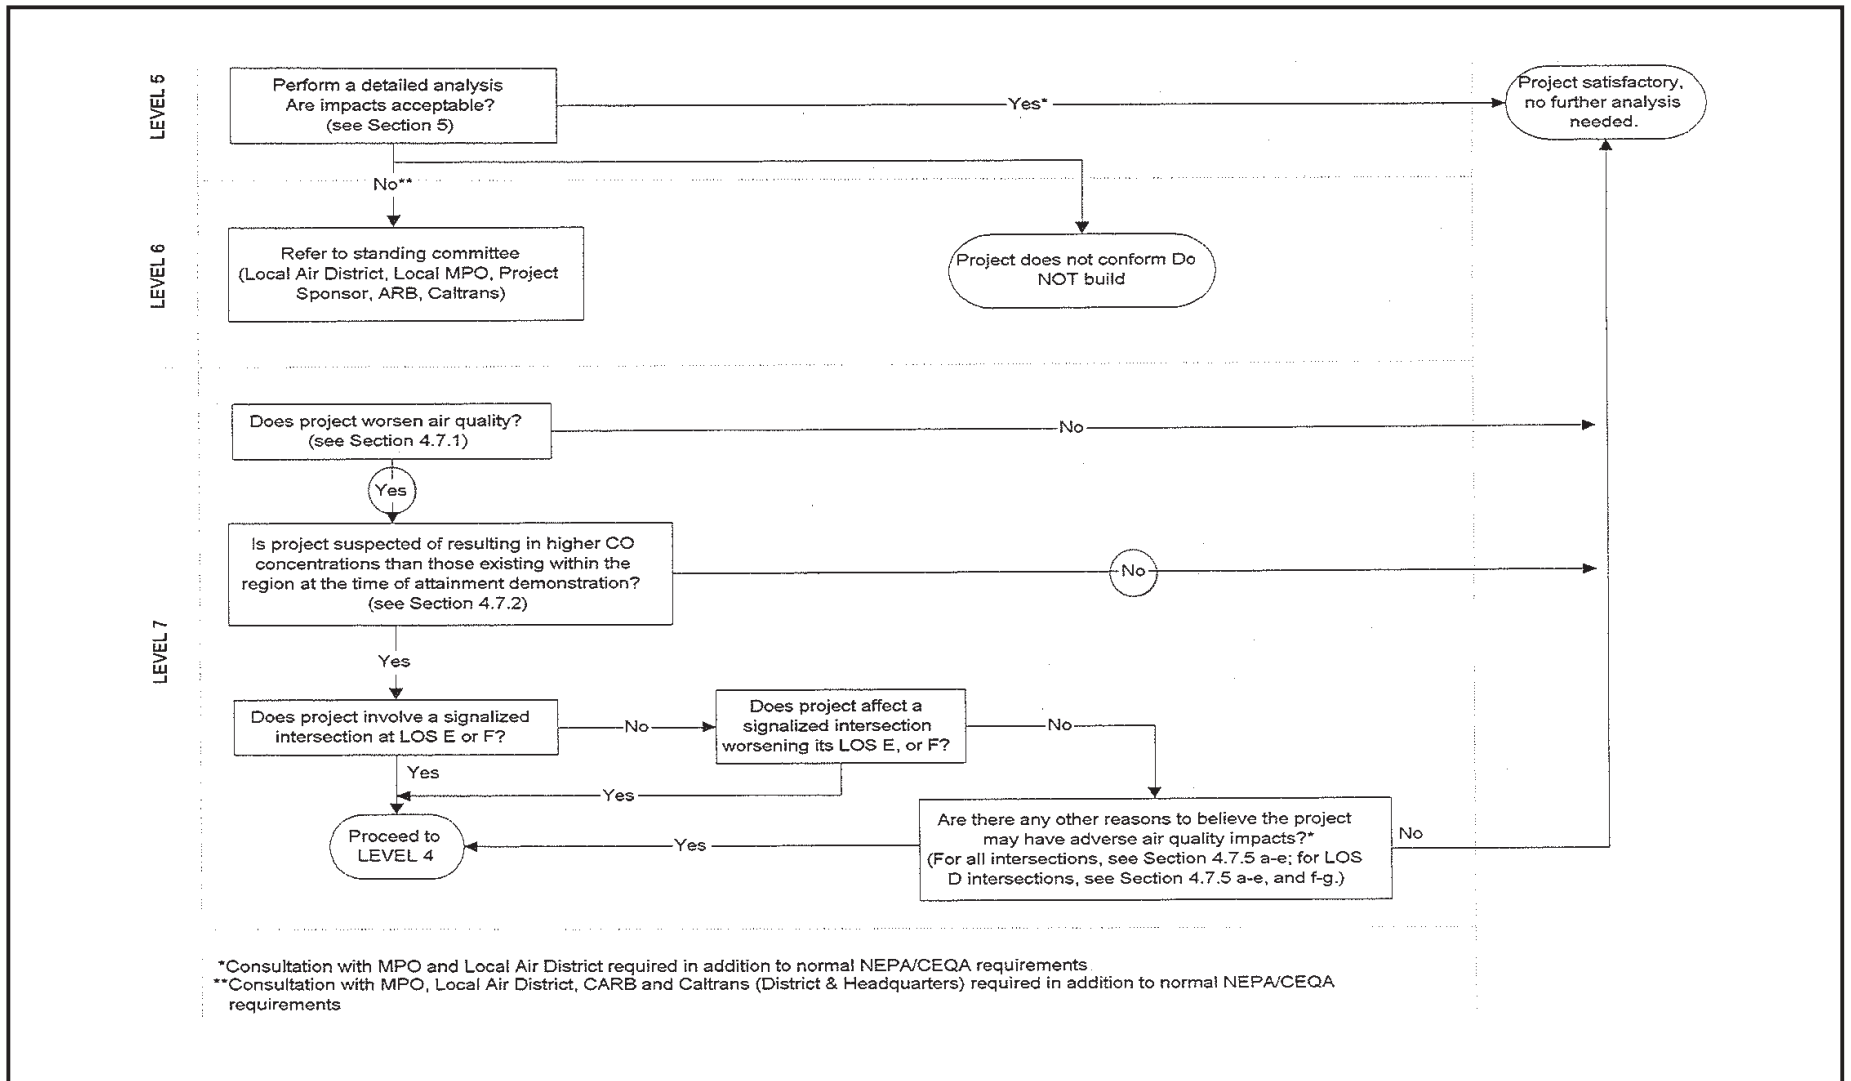 LEVEL 5
Perform a detailed analysis
Are impacts acceptable?
(see Section 5)
Yes*
Project satisfactory,
no further analysis
needed.
No**
LEVEL 6
Refer to standing committee
(Local Air District, Local MPO, Project
Sponsor, ARB, Caltrans)
Project does not conform Do
NOT build
LEVEL 7
Does project worsen air quality?
(see Section 4.7.1)
No
Yes
Is project suspected of resulting in higher CO
concentrations than those existing within the
region at the time of attainment demonstration?
(see Section 4.7.2)
No
Yes
Does project involve a signalized
intersection at LOS E or F?
No
Does project affect a
signalized intersection
worsening its LOS E, or F?
No
Yes
Yes
Proceed to
LEVEL 4
Yes
Are there any other reasons to believe the project
may have adverse air quality impacts?*
(For all intersections, see Section 4.7.5 a-e; for LOS
D intersections, see Section 4.7.5 a-e, and f-g.)
No
*Consultation with MPO and Local Air District required in addition to normal NEPA/CEQA requirements
**Consultation with MPO, Local Air District, CARB and Caltrans (District & Headquarters) required in addition to normal NEPA/CEQA
requirements